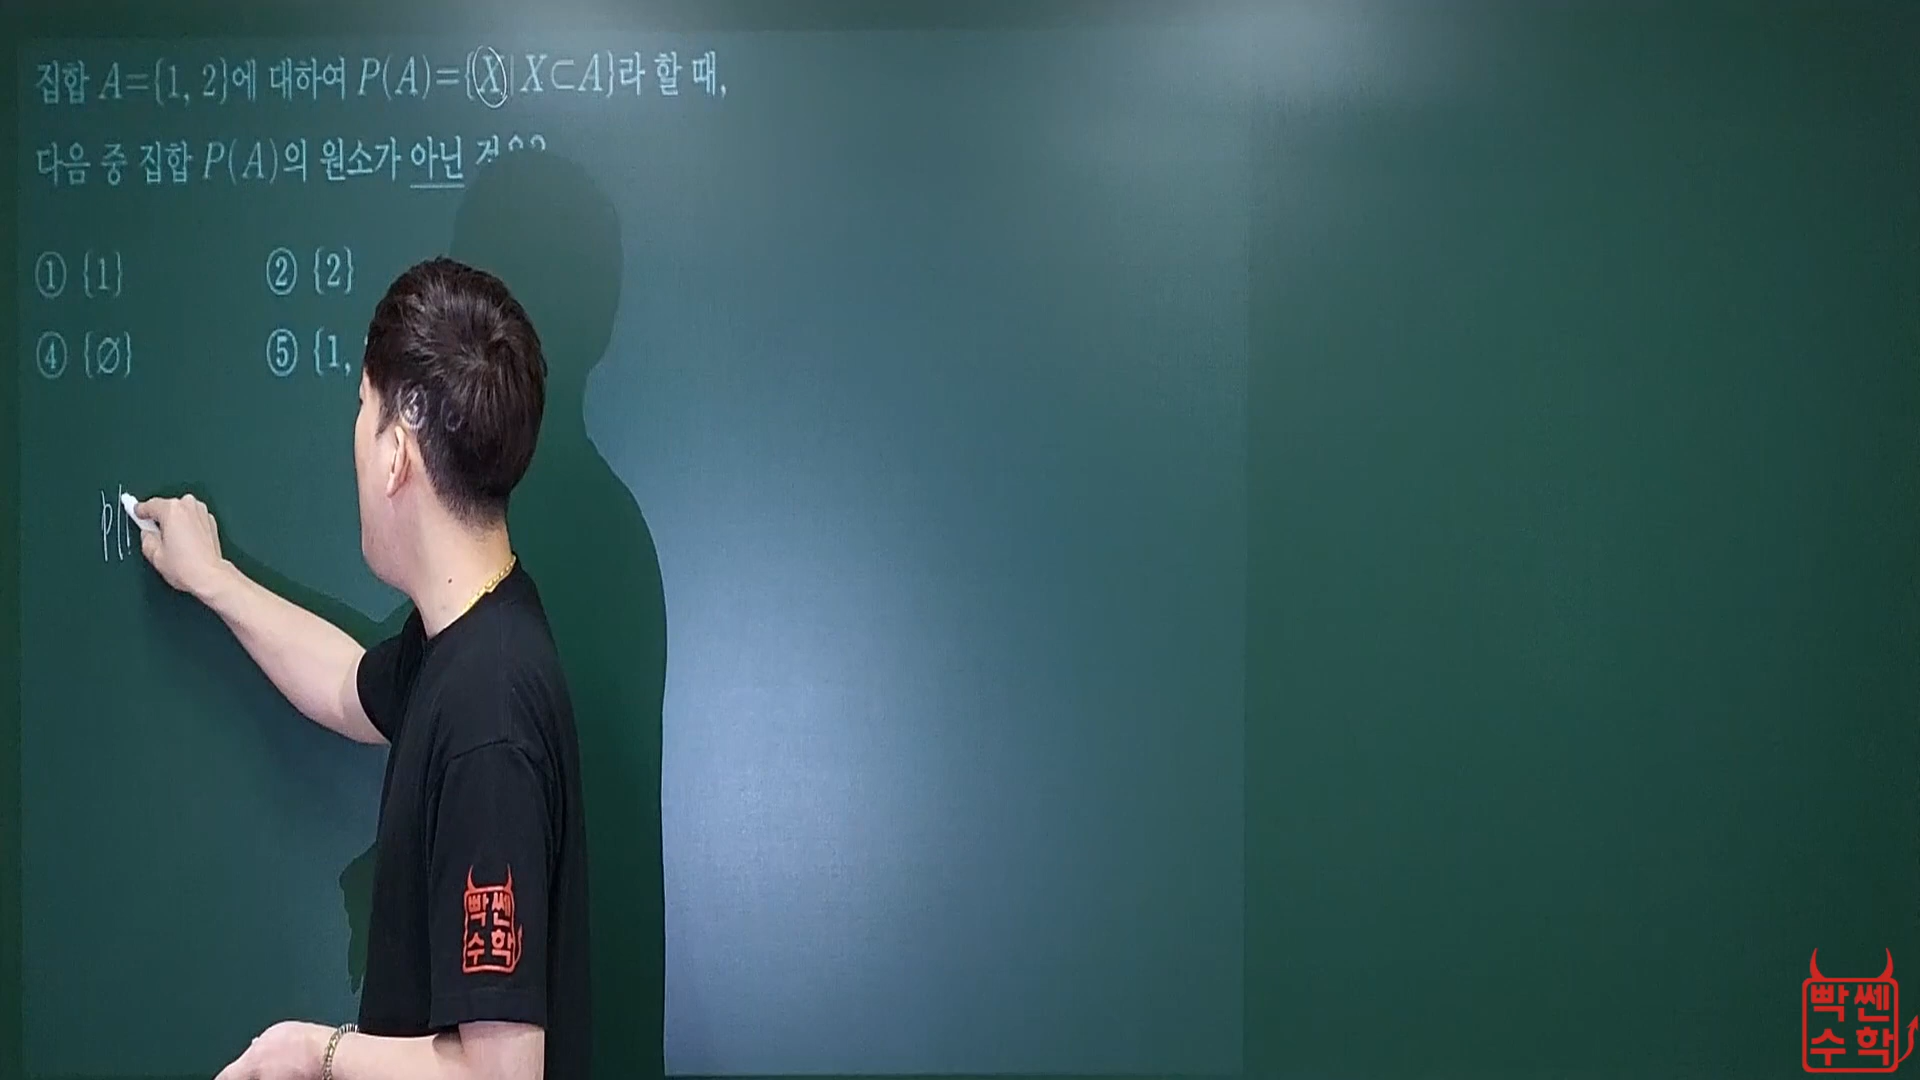 집합 A={1, 2}에 대하여 P(A)={X|X⊂A}라 할 때,
다음 중 집합 P(A)의 원소가 아닌
① {1} ② {2}
④ {∅} ⑤ {1,
P(
빡쎈
수학
빡쎈
수학